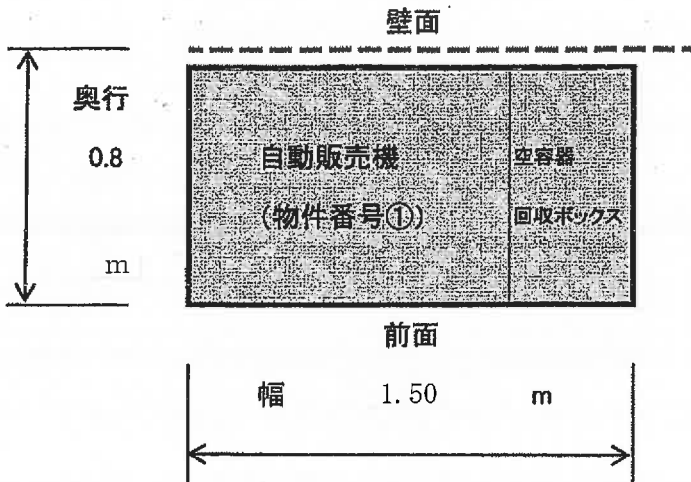 壁面
奥行
0.8
m
自動販売機
(物件番号①)
空容器
回収ボックス
前面
幅 1.50 m